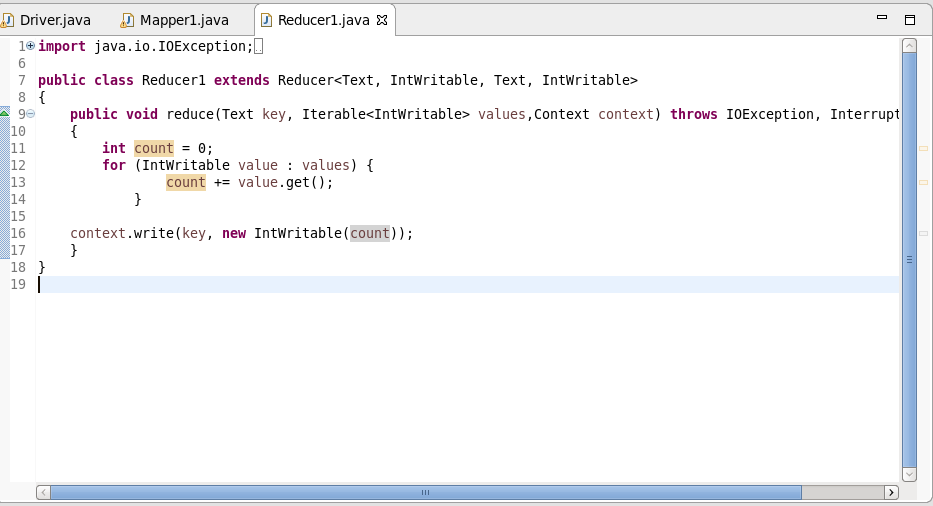 Driver.java Mapper1.java Reducer1.java
1 import java.io.IOException;
6
7 public class Reducer1 extends Reducer<Text, IntWritable, Text, IntWritable>
8 {
9 public void reduce(Text key, Iterable<IntWritable> values,Context context) throws IOException, Interrupt
10 {
11 int count = 0;
12 for (IntWritable value : values) {
13 count += value.get();
14 }
15
16 context.write(key, new IntWritable(count));
17 }
18 }
19